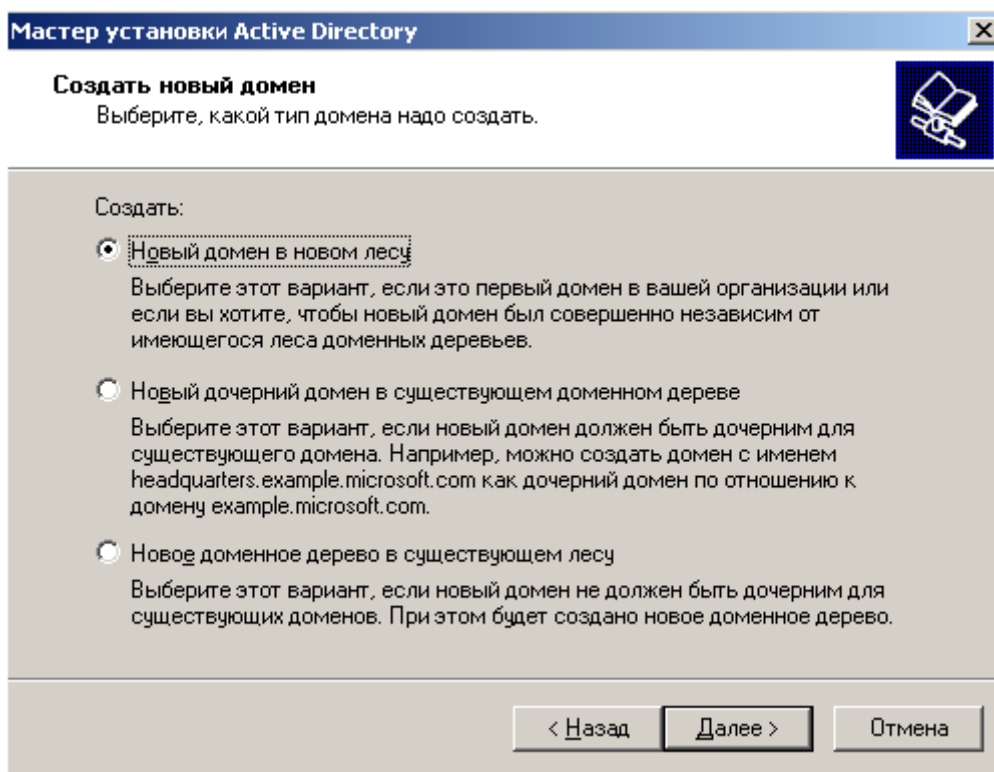 Мастер установки Active Directory
Создать новый домен
Выберите, какой тип домена надо создать.
Создать:
Новый домен в новом лесу
Выберите этот вариант, если это первый домен в вашей организации или
если вы хотите, чтобы новый домен был совершенно независим от
имеющегося леса доменных деревьев.
Новый дочерний домен в существующем доменном дереве
Выберите этот вариант, если новый домен должен быть дочерним для
существующего домена. Например, можно создать домен с именем
headquarters.example.microsoft.com как дочерний домен по отношению к
домену example.microsoft.com.
Новое доменное дерево в существующем лесу
Выберите этот вариант, если новый домен не должен быть дочерним для
существующих доменов. При этом будет создано новое доменное дерево.
< Назад Далее > Отмена